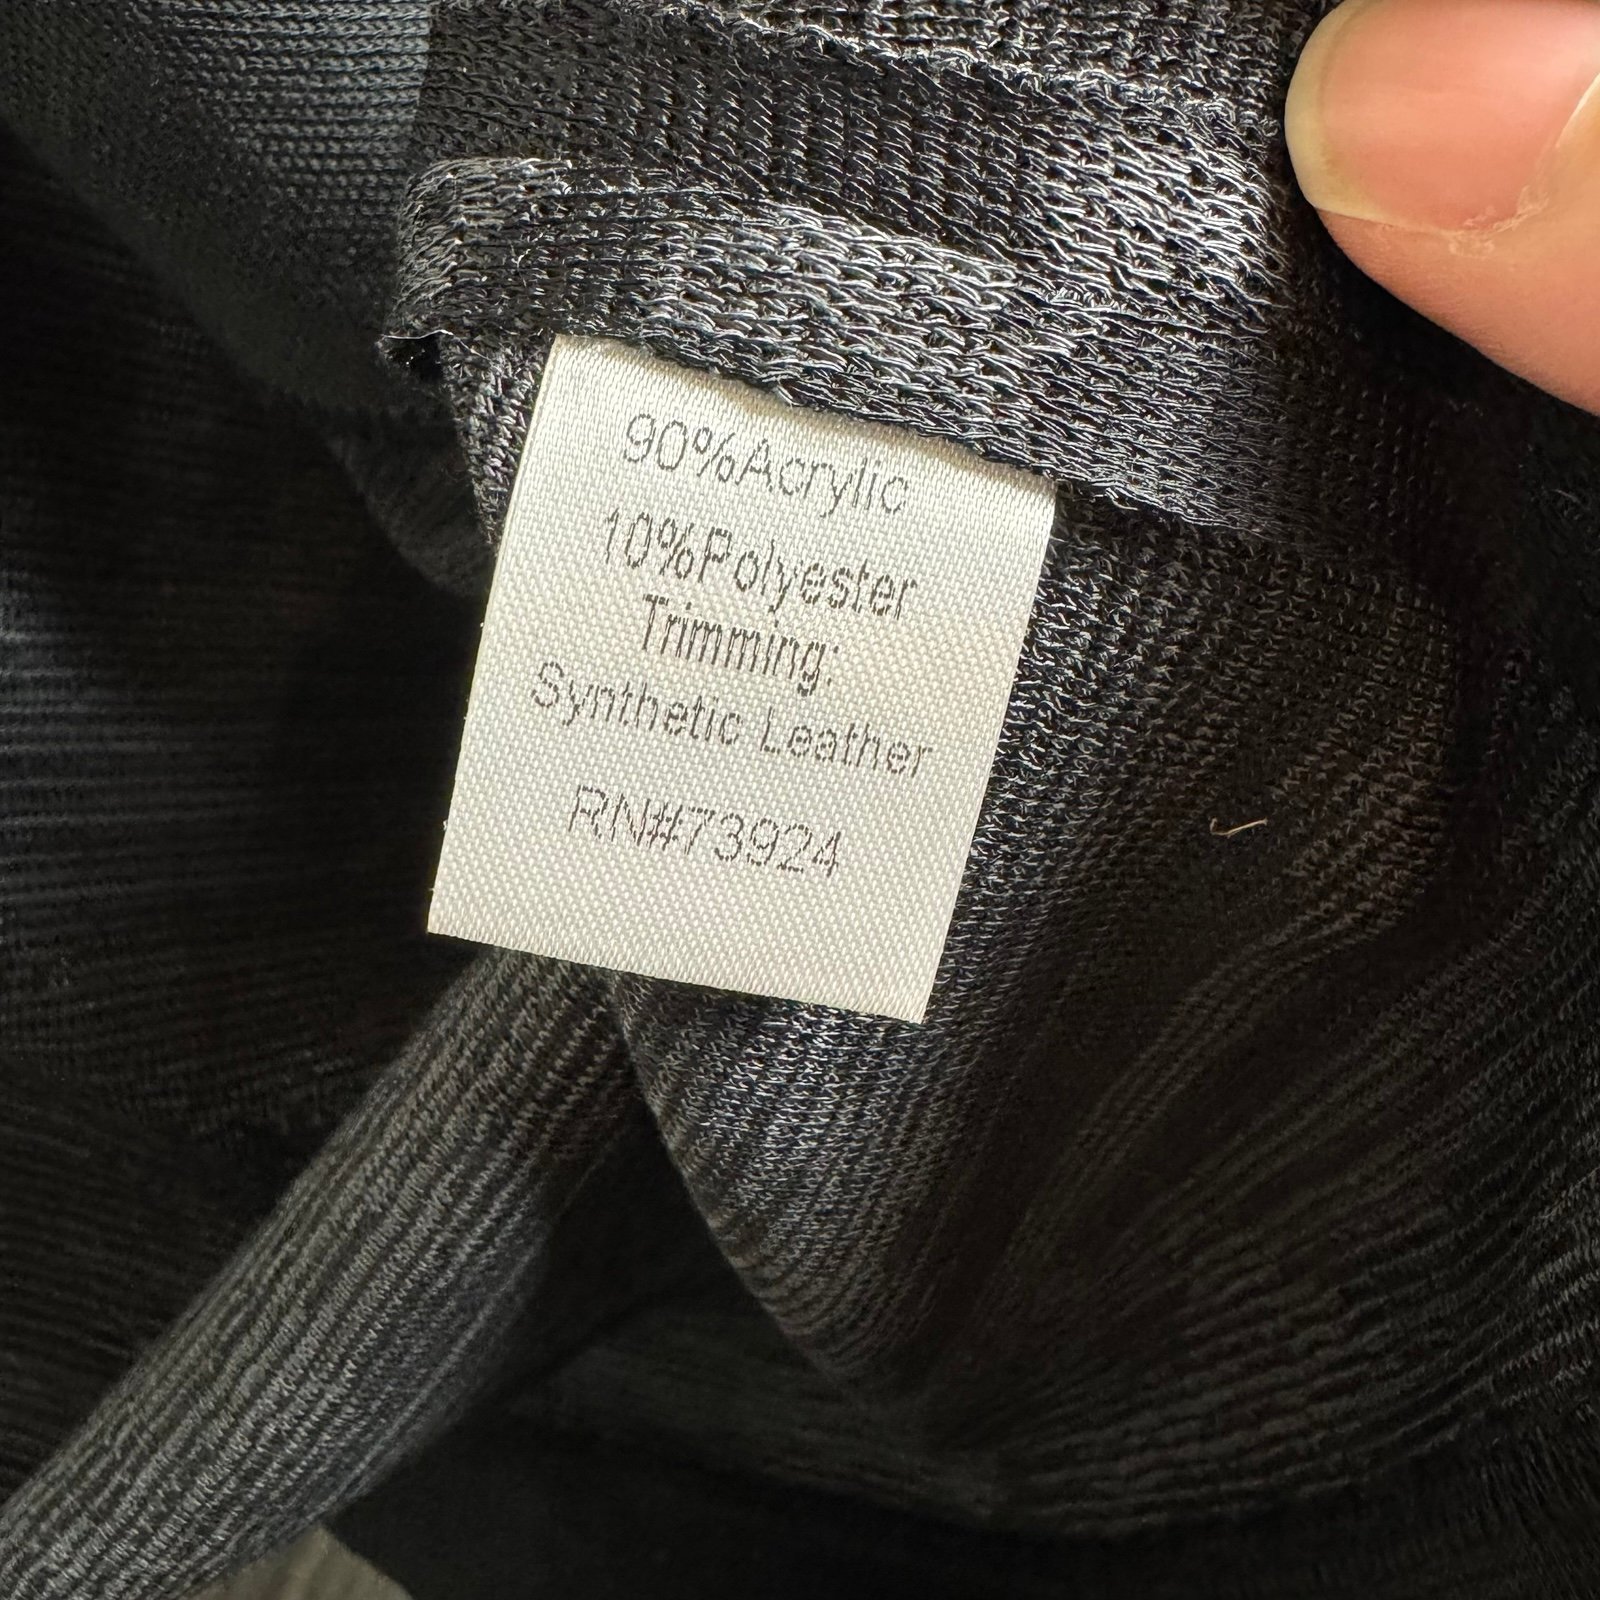 90%Acrylic
10%Polyester
Trimming:
Synthetic Leather
RN#73924